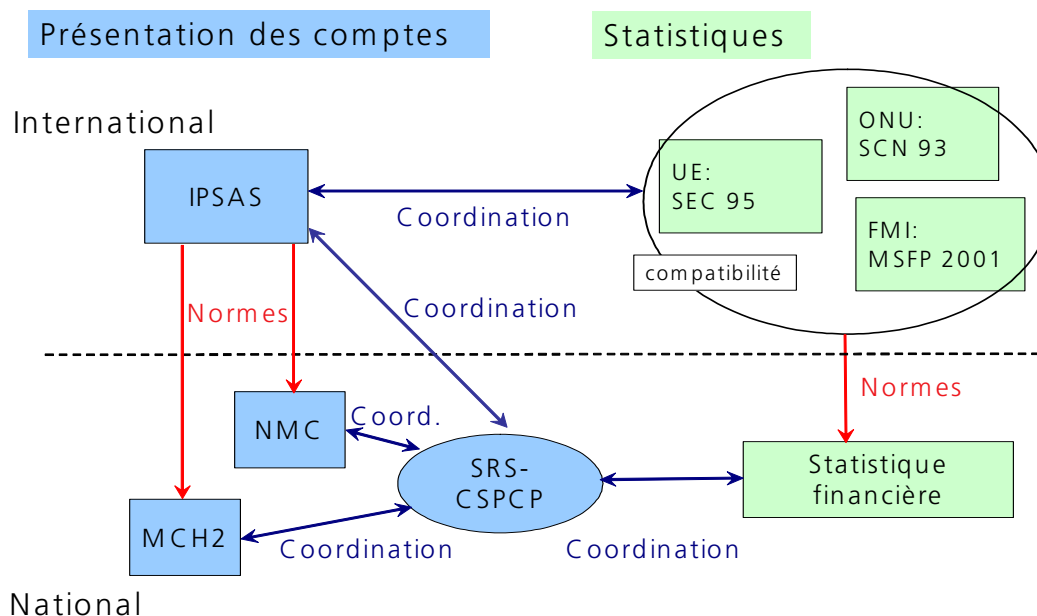 Présentation des comptes
Statistiques
International
ONU:
SCN 93
UE:
SEC 95
IPSAS
Coordination
FMI:
MSFP 2001
compatibilité
Normes
Coordination
Normes
NMC
Coord.
SRS-
CSPCP
Statistique
financière
MCH2
Coordination
Coordination
National